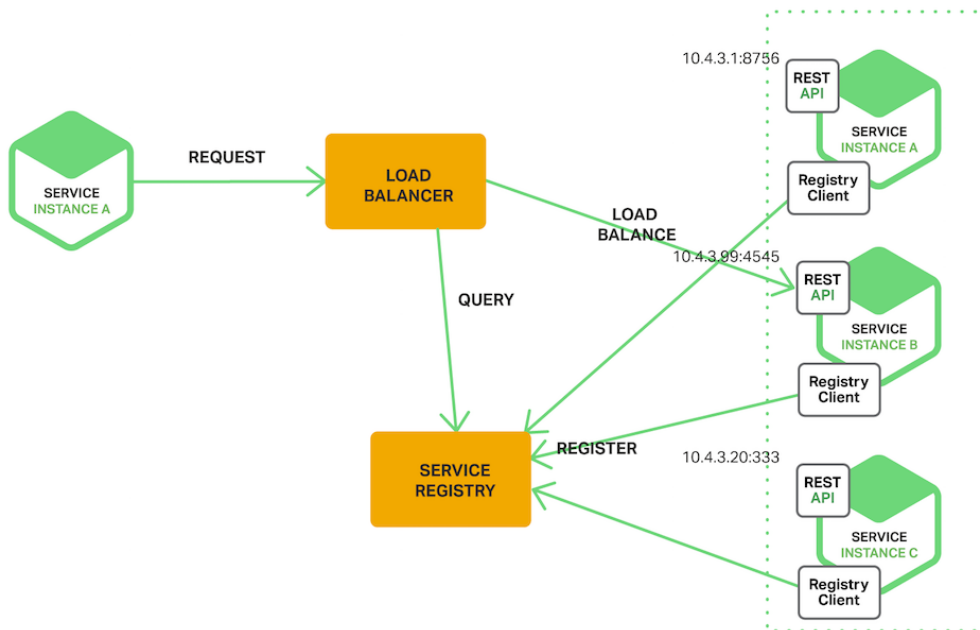 10.4.3.1:8756
REST
API
SERVICE
INSTANCE A
Registry
Client
REQUEST
SERVICE
INSTANCE A
LOAD
BALANCER
LOAD
BALANCE
10.4.3.99:4545
REST
API
SERVICE
INSTANCE B
Registry
Client
QUERY
REGISTER
SERVICE
REGISTRY
10.4.3.20:333
REST
API
SERVICE
INSTANCE C
Registry
Client